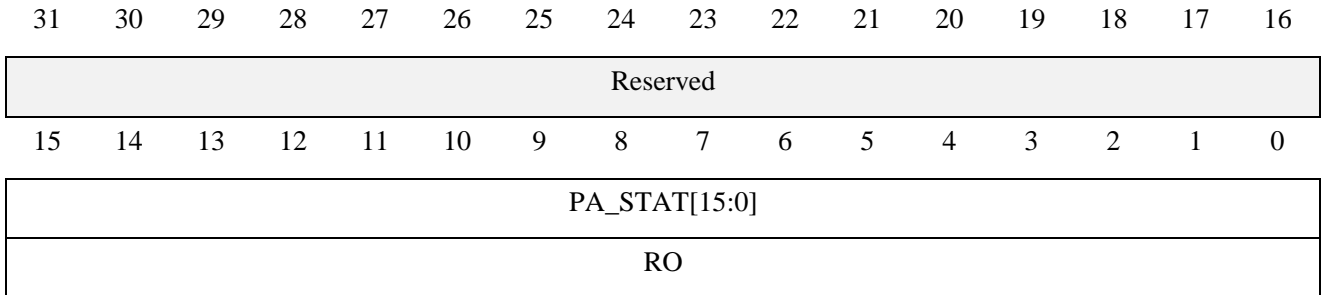 31 30 29 28 27 26 25 24 23 22 21 20 19 18 17 16
Reserved
15 14 13 12 11 10 9 8 7 6 5 4 3 2 1 0
PA_STAT[15:0]
RO